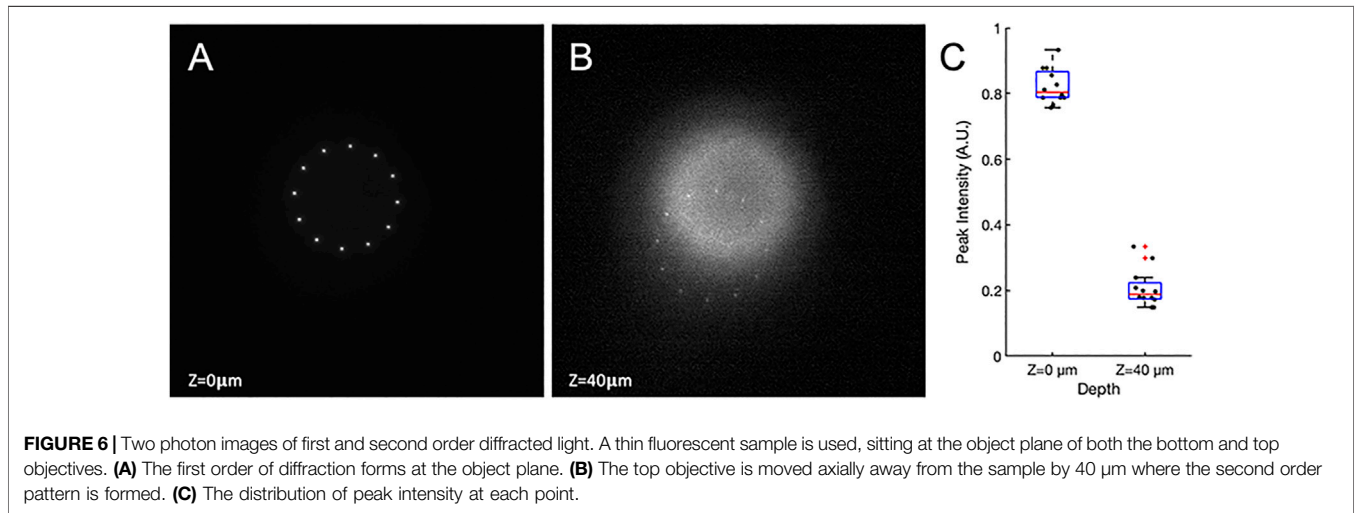 A
B
C
Z=0μm
Z=40μm
1
0.8
0.6
0.4
0.2
0
Peak Intensity (A.U.)
Z=0 μm
Z=40 μm
Depth
FIGURE 6 | Two photon images of first and second order diffracted light. A thin fluorescent sample is used, sitting at the object plane of both the bottom and top
objectives. (A) The first order of diffraction forms at the object plane. (B) The top objective is moved axially away from the sample by 40 μm where the second order
pattern is formed. (C) The distribution of peak intensity at each point.